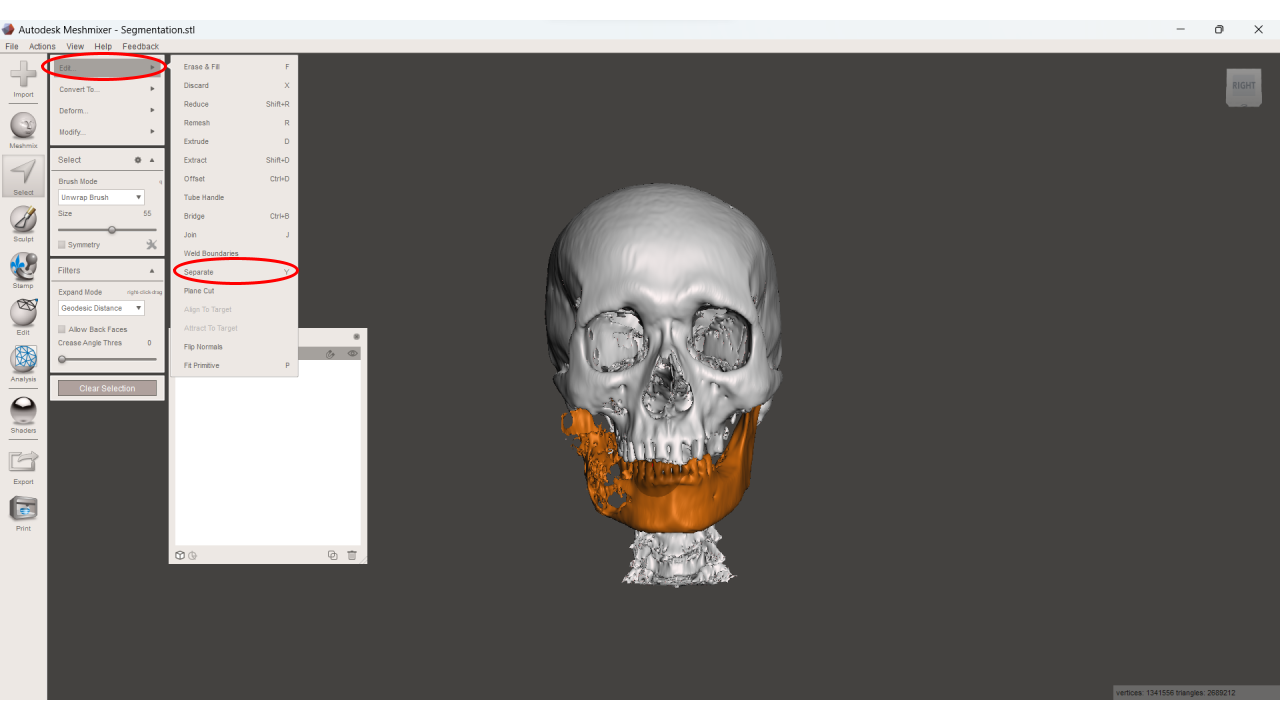 Autodesk Meshmixer - Segmentation.stl
File Actions View Help Feedback
Import
Meshmix
Select
Sculpt
Stamp
Edit
Analysis
Shaders
Export
Print
Edit...
Convert To...
Deform...
Modify...
Select
Brush Mode
Unwrap Brush
Size 55
Symmetry
Filters
Expand Mode right-click-drag
Geodesic Distance
Allow Back Faces
Crease Angle Thres 0
Clear Selection
Erase & Fill F
Discard X
Reduce Shift+R
Remesh R
Extrude D
Extract Shift+D
Offset Ctrl+D
Tube Handle
Bridge Ctrl+B
Join J
Weld Boundaries
Separate Y
Plane Cut
Align To Target
Attract To Target
Flip Normals
Fit Primitive P
RIGHT
vertices: 1341556 triangles: 2689212